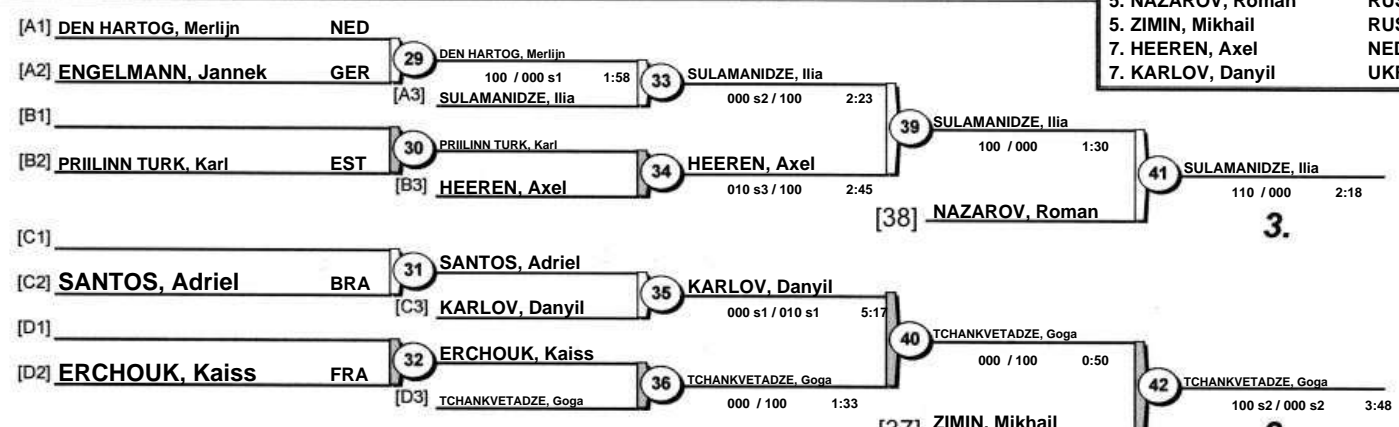 5. NAZAROV, Roman RUS
5. ZIMIN, Mikhail RUS
7. HEEREN, Axel NED
7. KARLOV, Danyil UKR
[A1] DEN HARTOG, Merlijn NED
29 DEN HARTOG, Merlijn
100 / 000 s1 1:58
[A2] ENGELMANN, Jannek GER
[A3] SULAMANIDZE, Ilia
33 SULAMANIDZE, Ilia
000 s2 / 100 2:23
[B1]
30 PRIILINN TURK, Karl
[B2] PRIILINN TURK, Karl EST
[B3] HEEREN, Axel
34 HEEREN, Axel
010 s3 / 100 2:45
39 SULAMANIDZE, Ilia
100 / 000 1:30
[38] NAZAROV, Roman
41 SULAMANIDZE, Ilia
110 / 000 2:18
3.
[C1]
31 SANTOS, Adriel
[C2] SANTOS, Adriel BRA
[C3] KARLOV, Danyil
35 KARLOV, Danyil
000 s1 / 010 s1 5:17
[D1]
32 ERCHOUK, Kaiss
[D2] ERCHOUK, Kaiss FRA
[D3] TCHANKVETADZE, Goga
36 TCHANKVETADZE, Goga
000 / 100 1:33
40 TCHANKVETADZE, Goga
000 / 100 0:50
[37] ZIMIN, Mikhail
42 TCHANKVETADZE, Goga
100 s2 / 000 s2 3:48